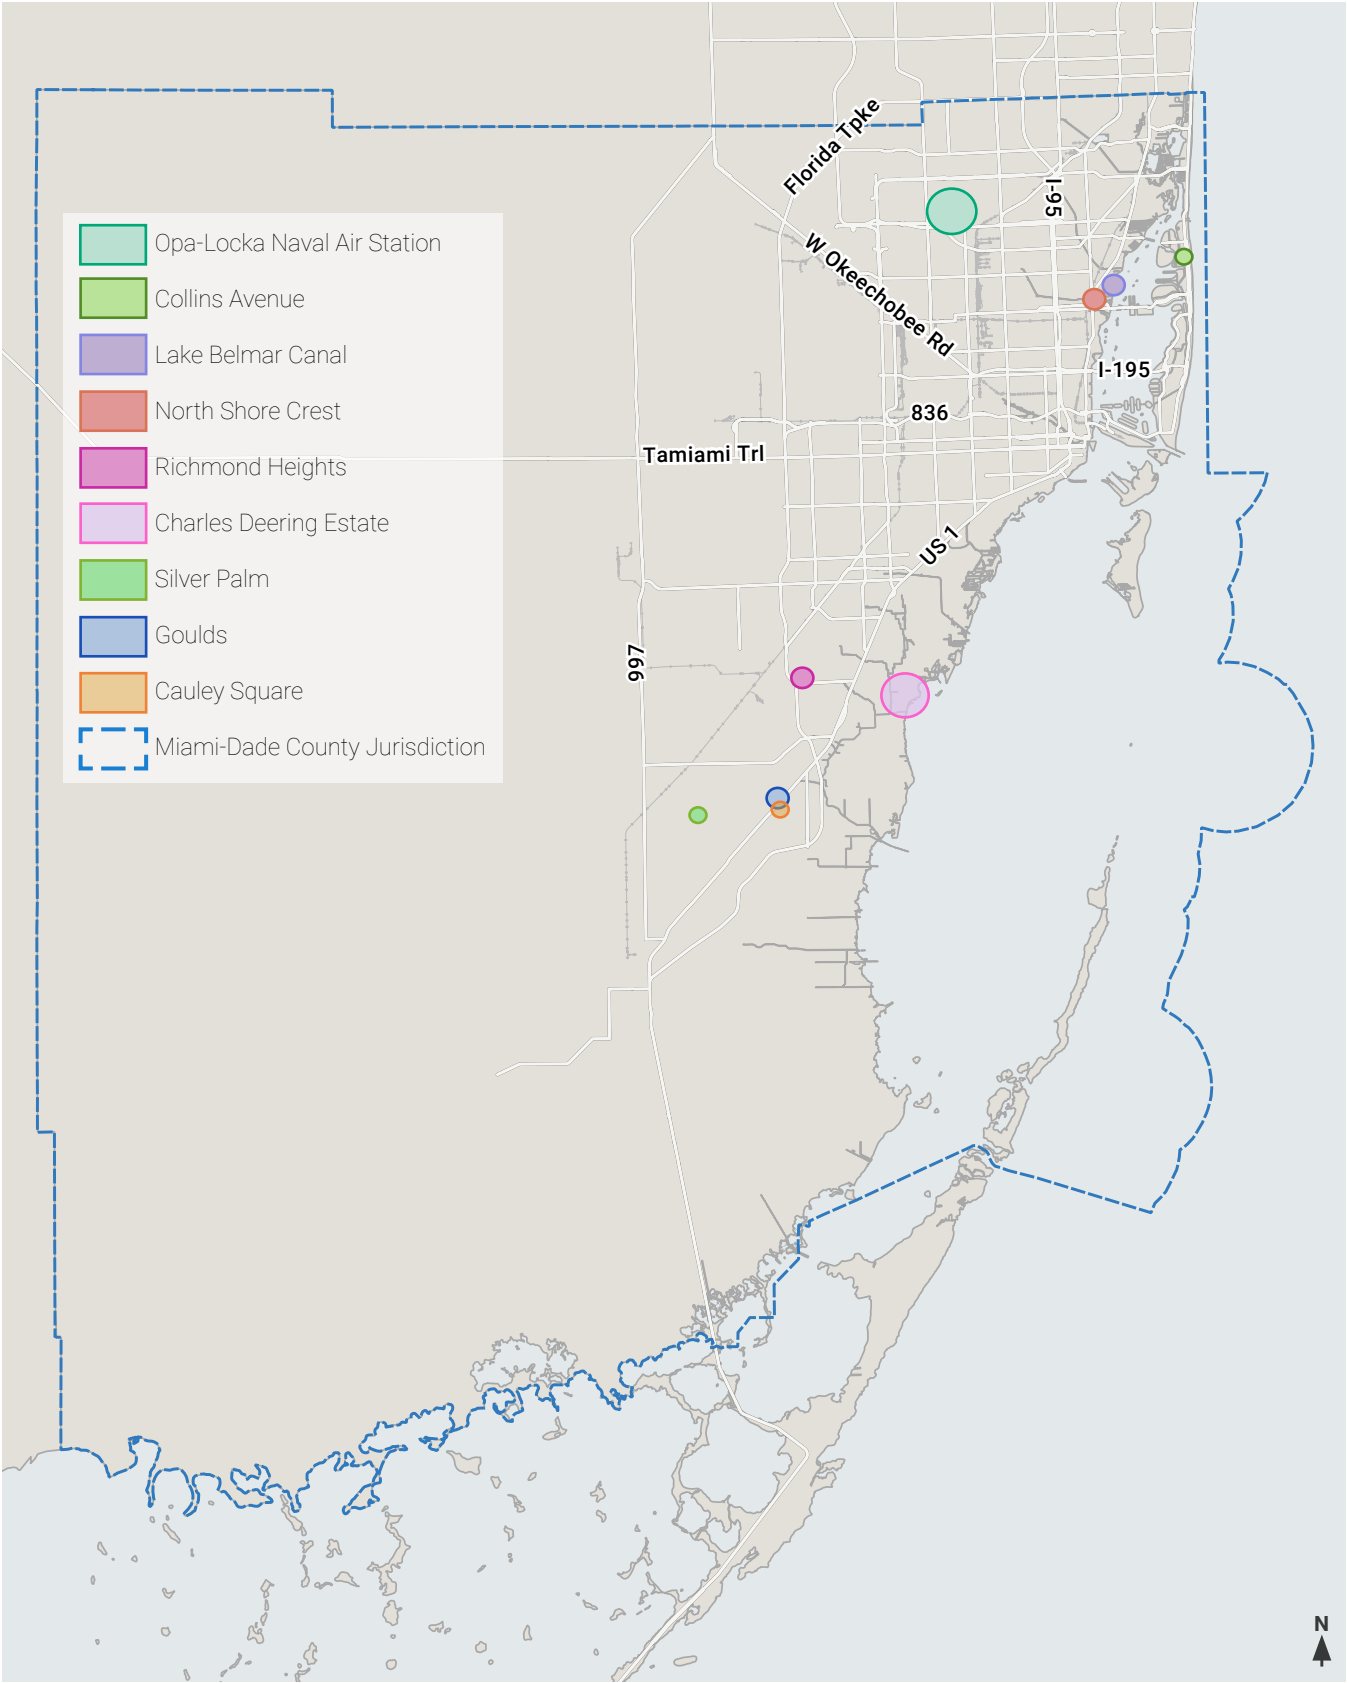 Florida Tpke
I-95
Opa-Locka Naval Air Station
W Okeechobee Rd
Collins Avenue
Lake Belmar Canal
I-195
North Shore Crest
836
Tamiami Trl
Richmond Heights
Charles Deering Estate
US 1
Silver Palm
Goulds
997
Cauley Square
Miami-Dade County Jurisdiction
N